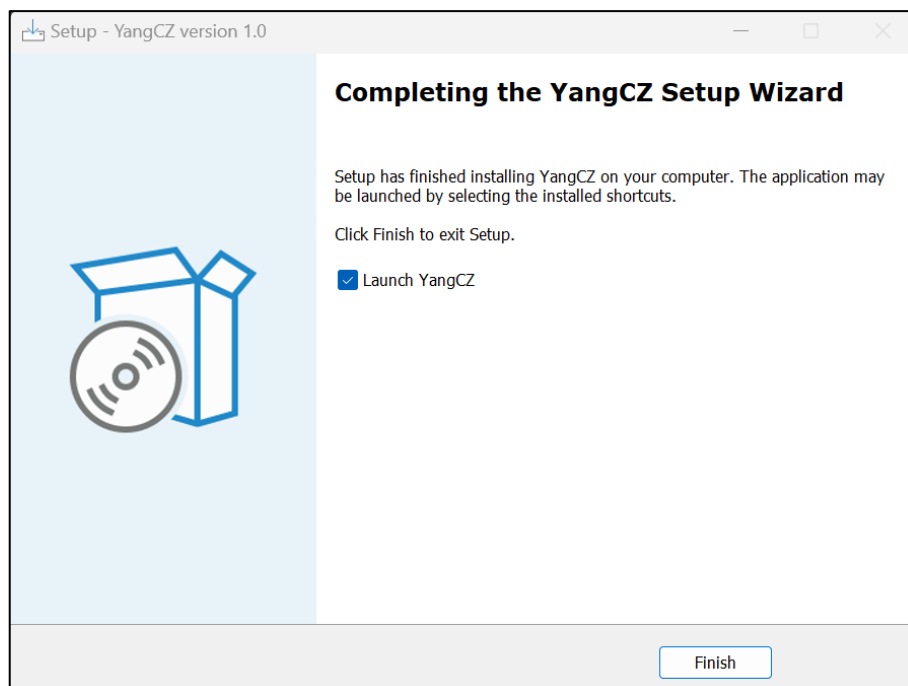 Setup - YangCZ version 1.0
Completing the YangCZ Setup Wizard
Setup has finished installing YangCZ on your computer. The application may
be launched by selecting the installed shortcuts.
Click Finish to exit Setup.
Launch YangCZ
Finish